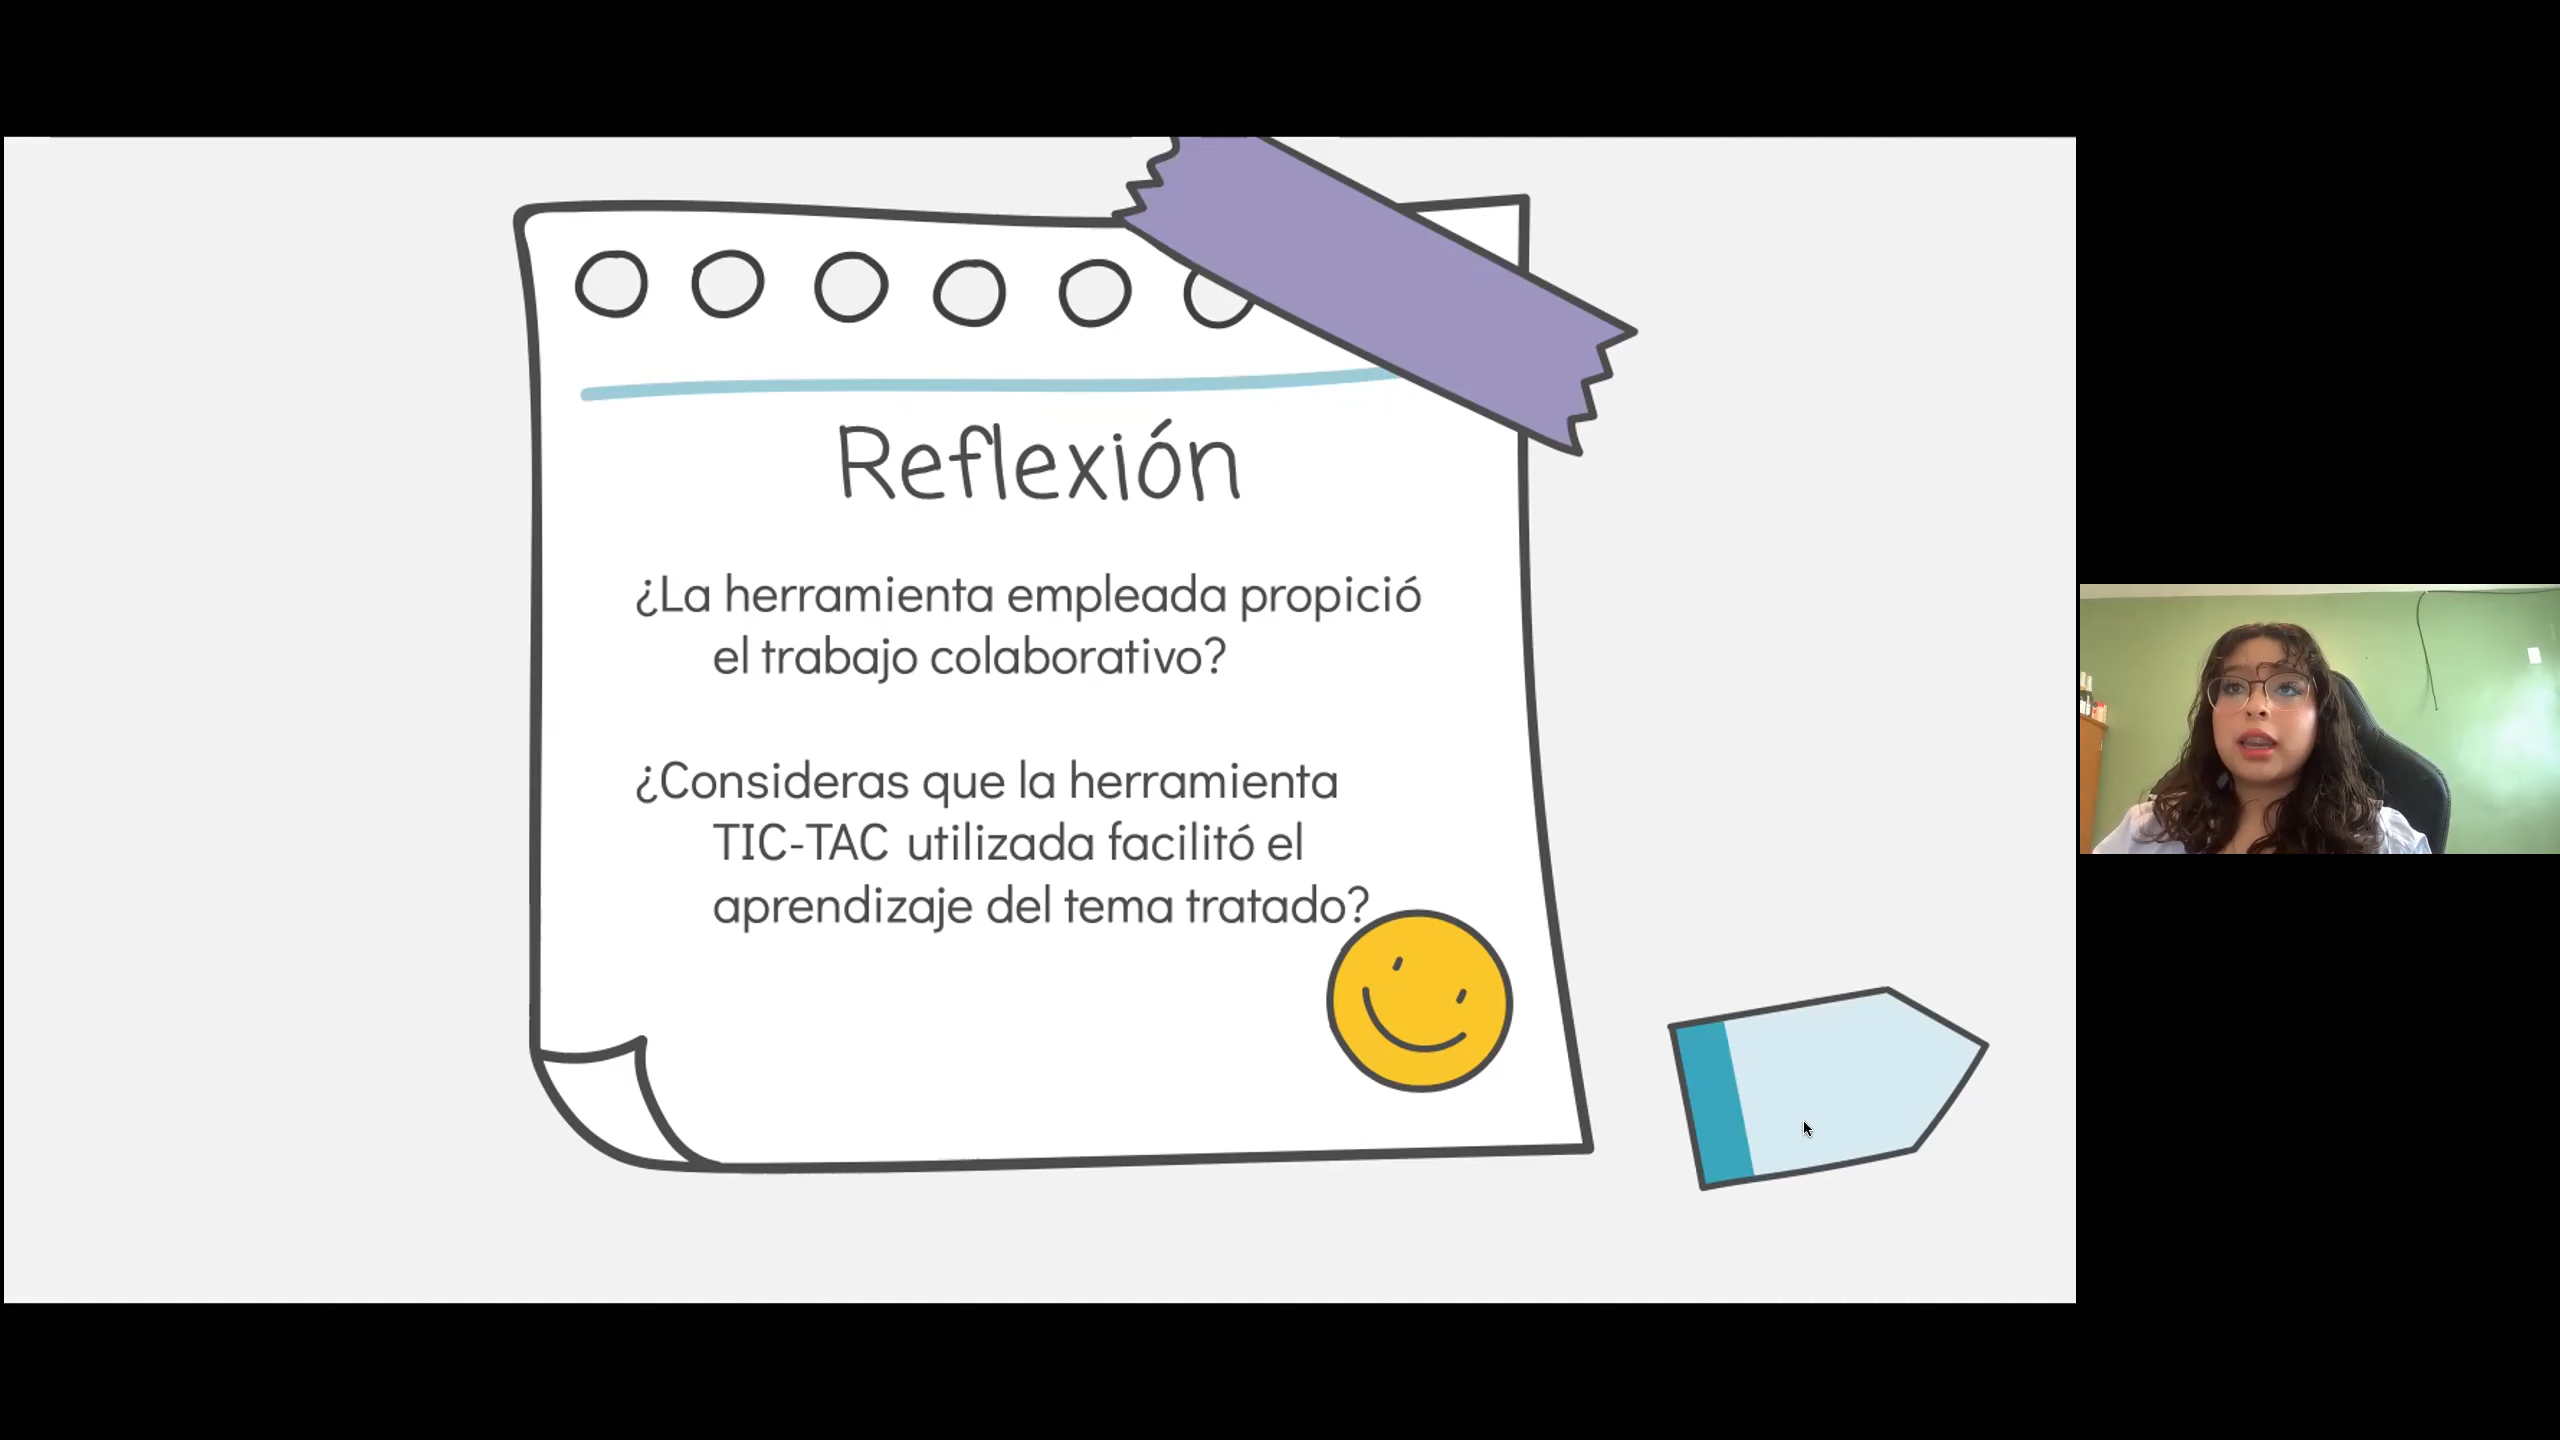 Reflexión
¿La herramienta empleada propició
el trabajo colaborativo?
¿Consideras que la herramienta
TIC-TAC utilizada facilitó el
aprendizaje del tema tratado?